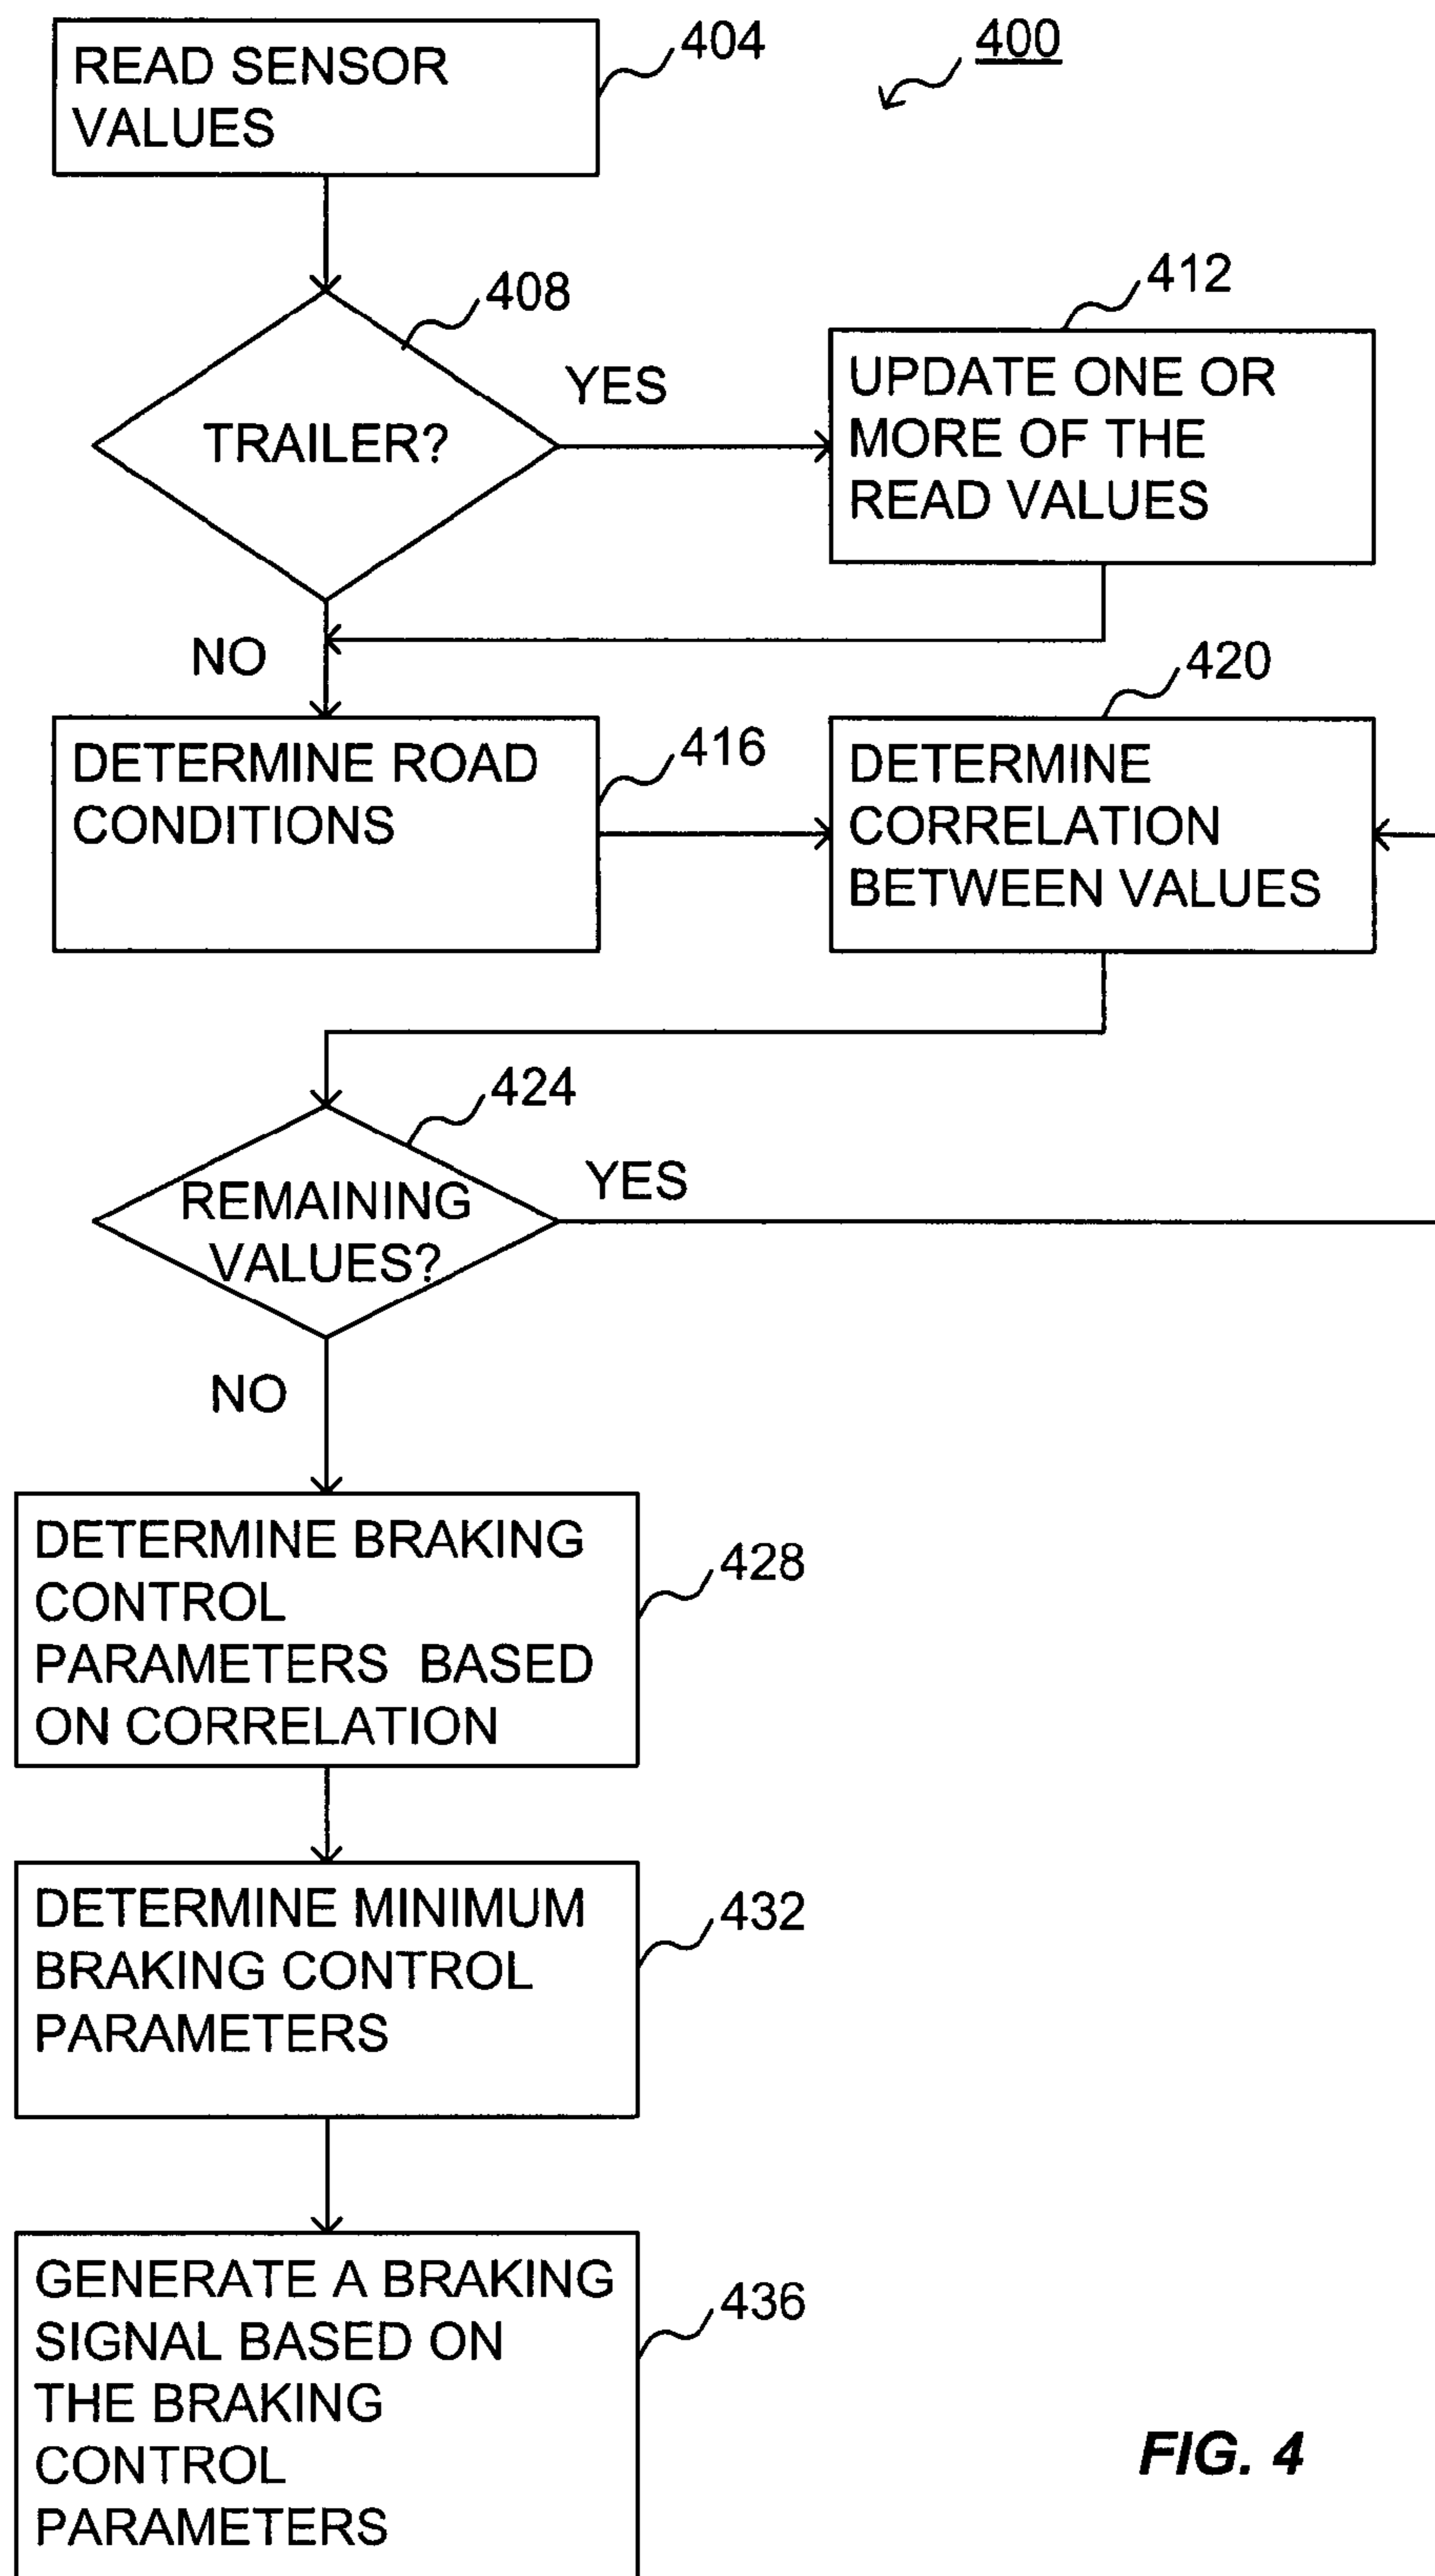 READ SENSOR
VALUES
404
400
408
TRAILER?
YES
412
UPDATE ONE OR
MORE OF THE
READ VALUES
NO
DETERMINE ROAD
CONDITIONS
416
420
DETERMINE
CORRELATION
BETWEEN VALUES
424
REMAINING
VALUES?
YES
NO
DETERMINE BRAKING
CONTROL
PARAMETERS BASED
ON CORRELATION
428
DETERMINE MINIMUM
BRAKING CONTROL
PARAMETERS
432
GENERATE A BRAKING
SIGNAL BASED ON
THE BRAKING
CONTROL
PARAMETERS
436
FIG. 4